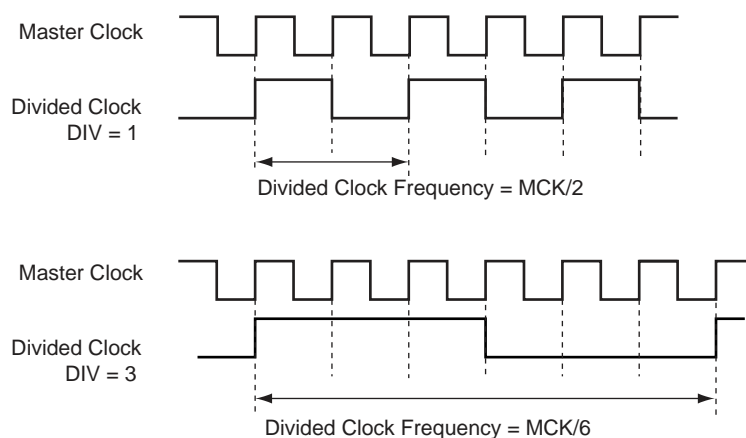 Master Clock
Divided Clock
DIV = 1
Divided Clock Frequency = MCK/2
Master Clock
Divided Clock
DIV = 3
Divided Clock Frequency = MCK/6